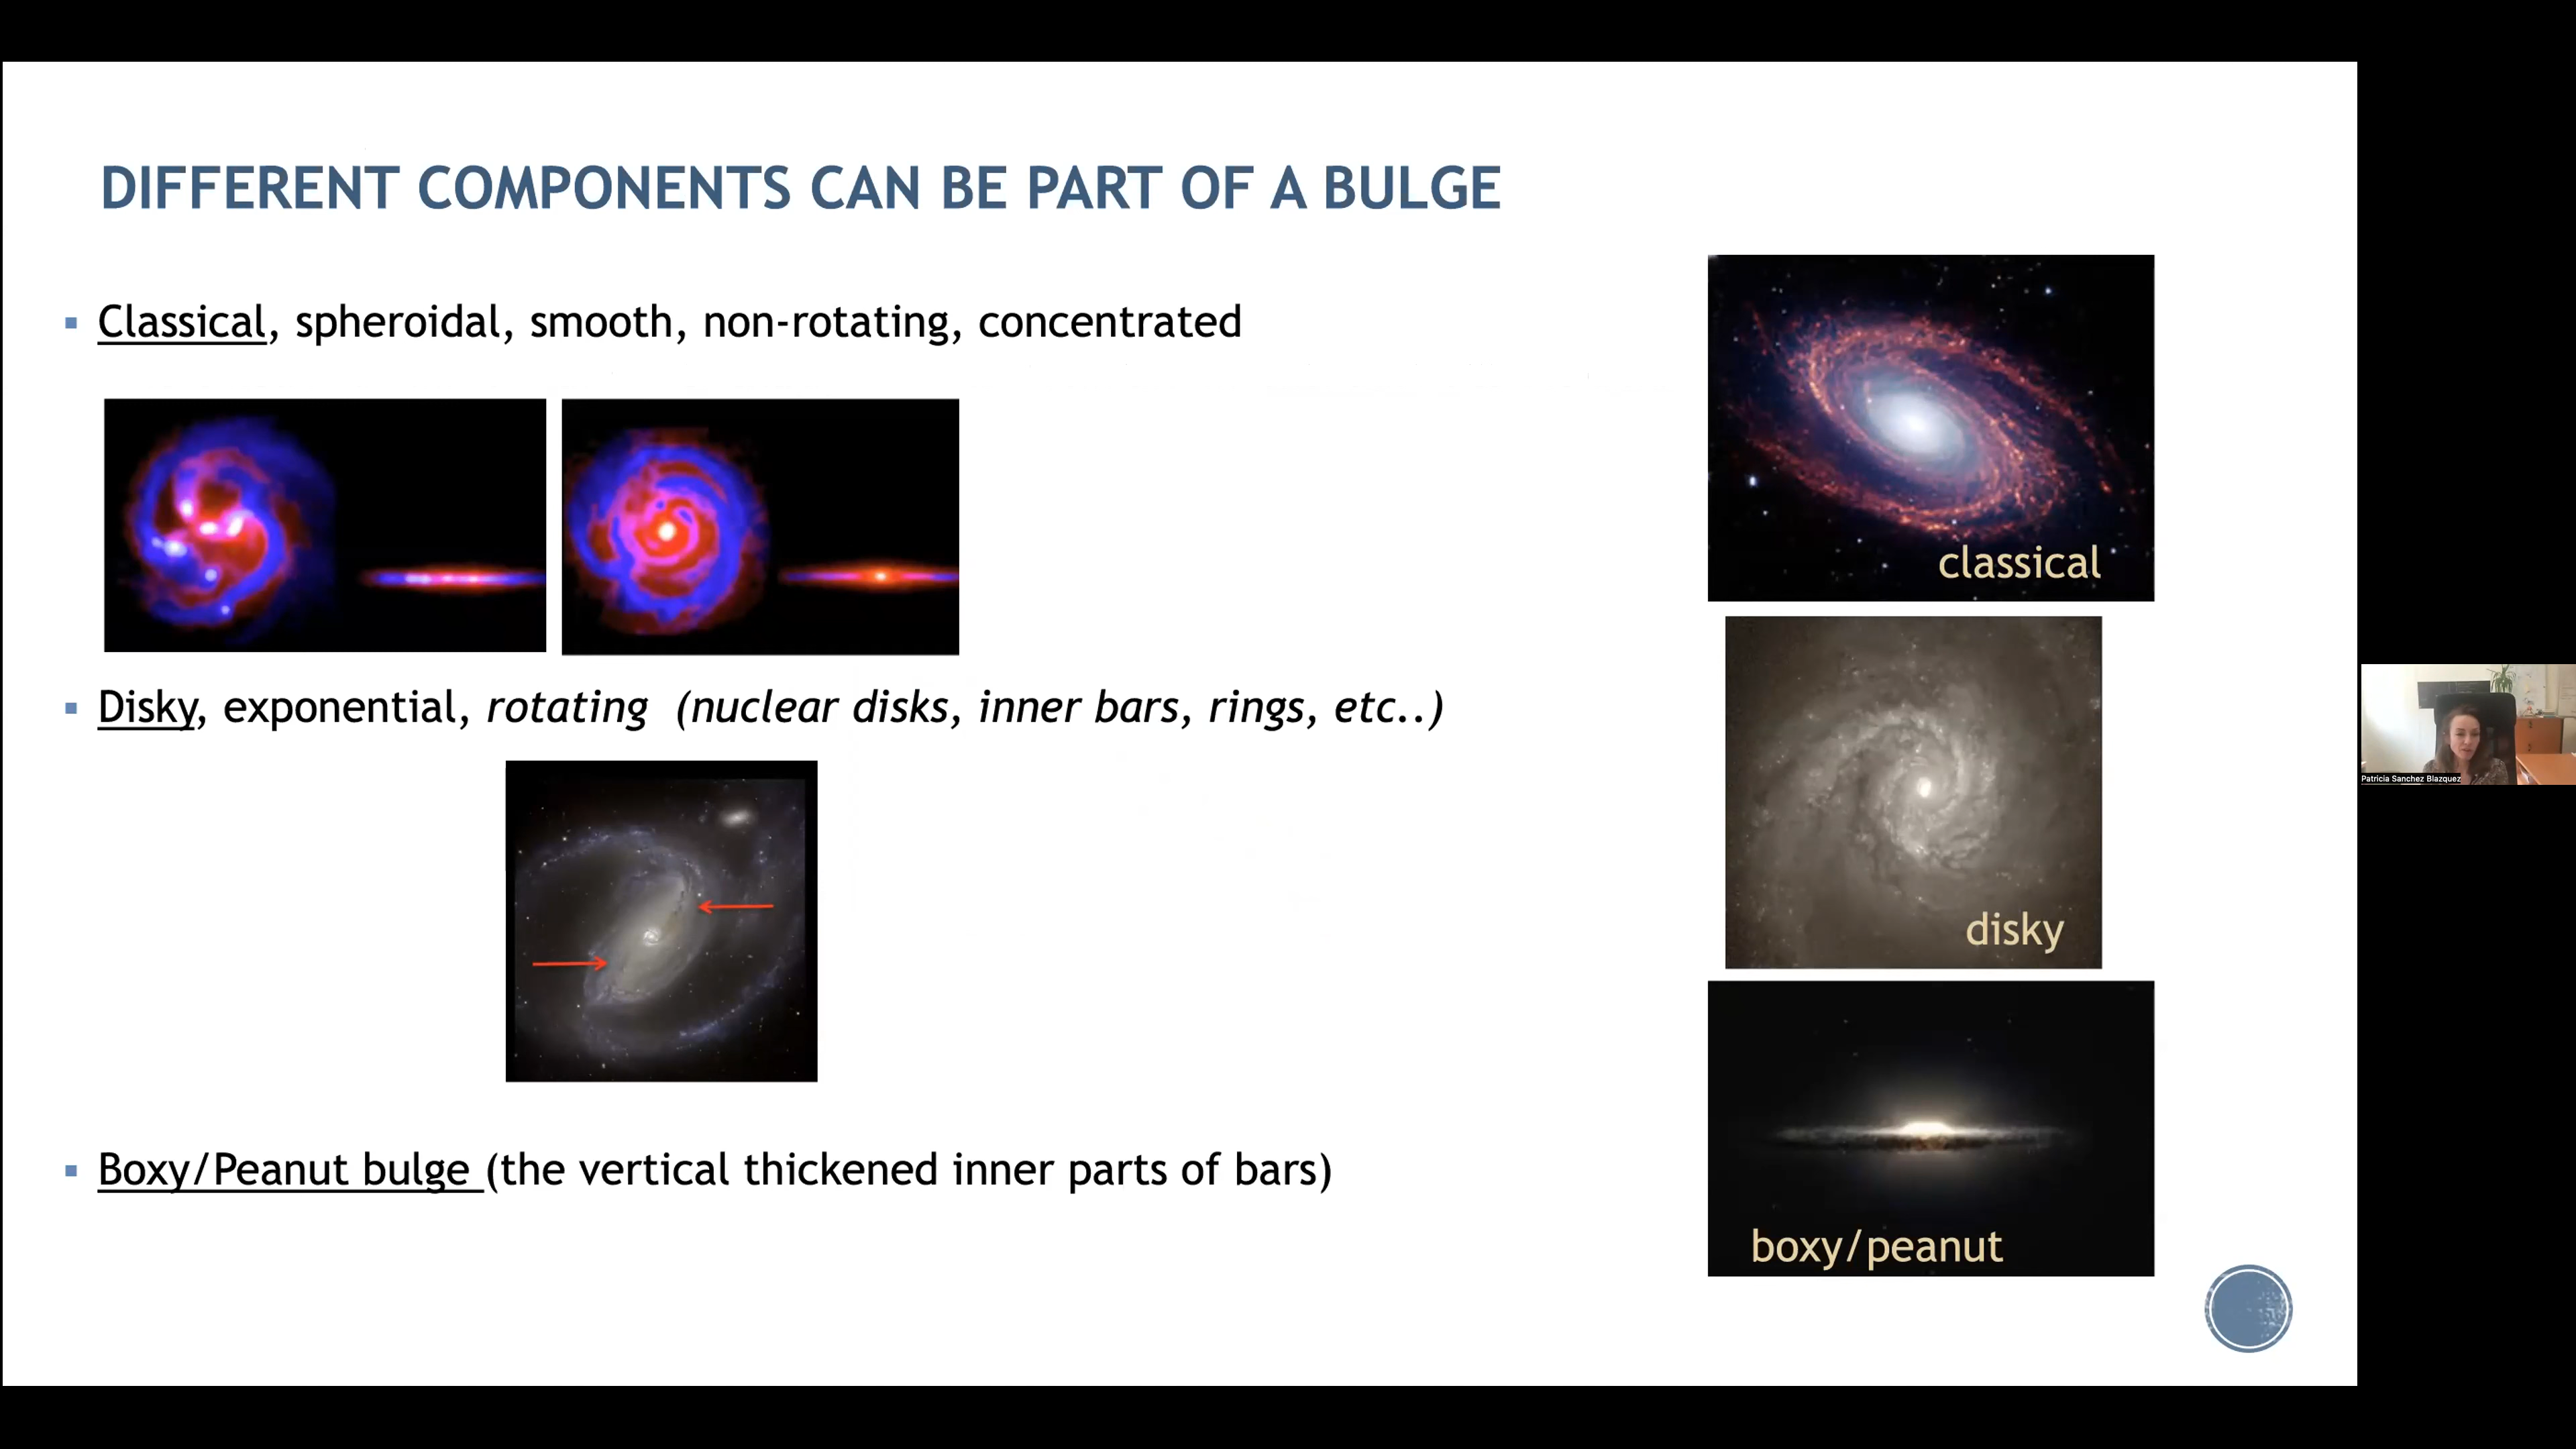 DIFFERENT COMPONENTS CAN BE PART OF A BULGE
Classical, spheroidal, smooth, non-rotating, concentrated
Disky, exponential, rotating (nuclear disks, inner bars, rings, etc..)
Boxy/Peanut bulge (the vertical thickened inner parts of bars)
classical
disky
boxy/peanut
Patricia Sanchez Blazquez